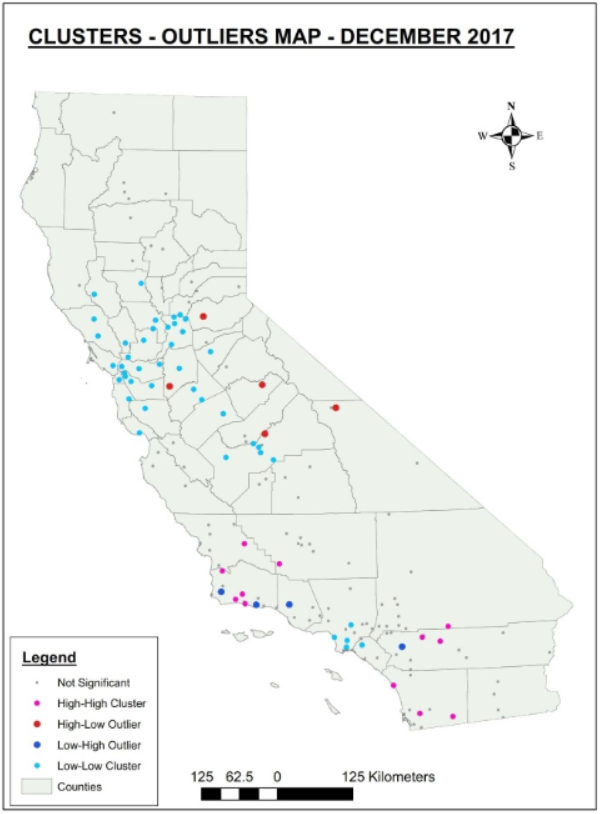 CLUSTERS - OUTLIERS MAP - DECEMBER 2017
N
W E
S
Legend
Not Significant
High-High Cluster
High-Low Outlier
Low-High Outlier
Low-Low Cluster
Counties
125 62.5 0 125 Kilometers